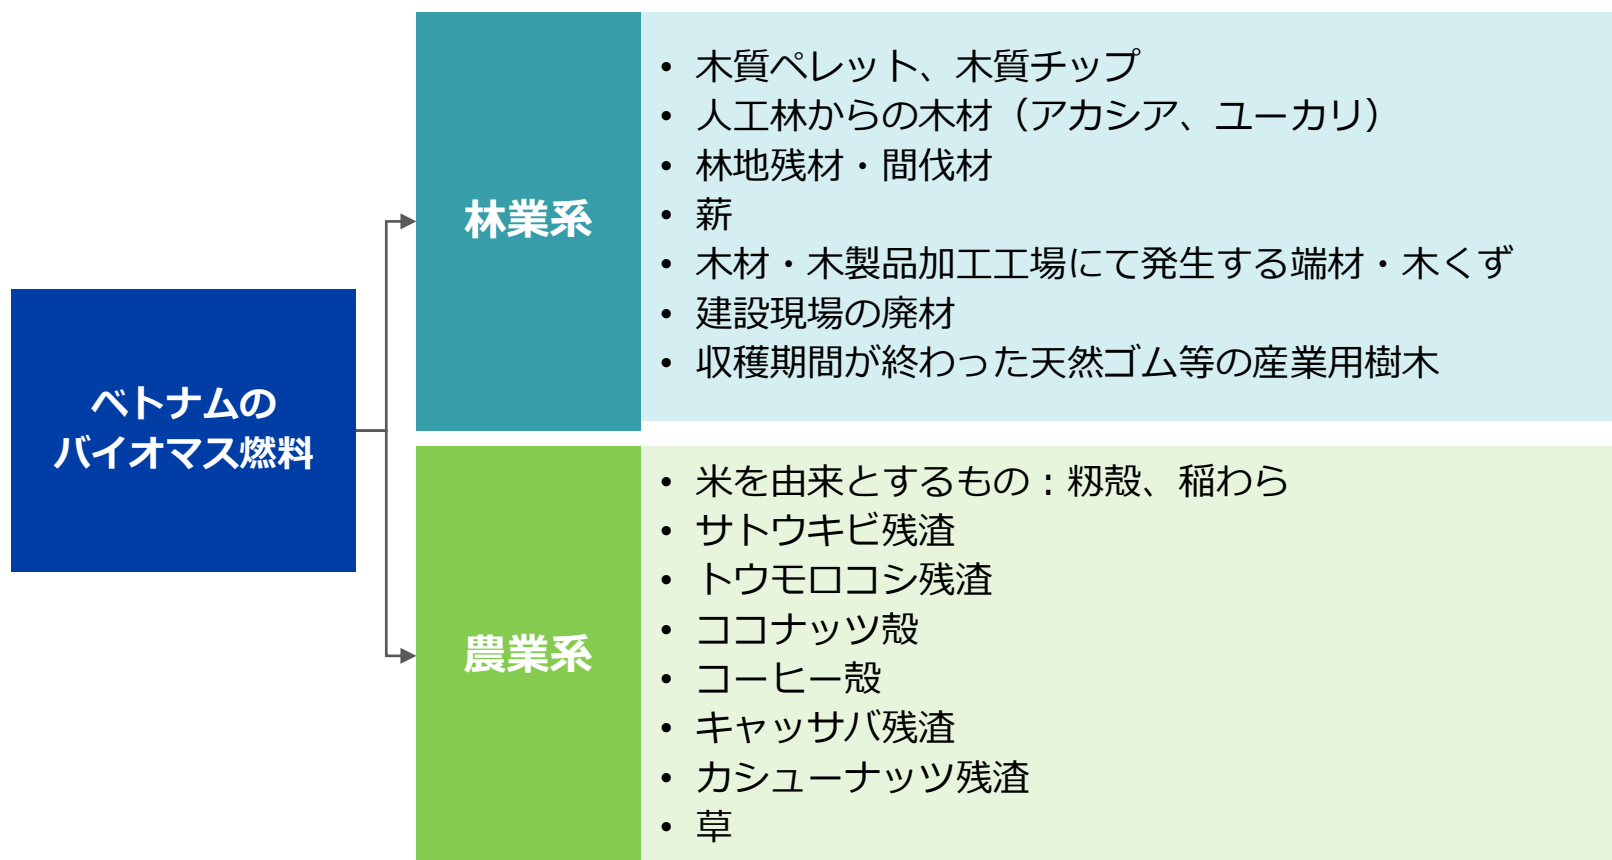 ベトナムの
バイオマス燃料
林業系
• 木質ペレット、木質チップ
• 人工林からの木材（アカシア、ユーカリ）
• 林地残材・間伐材
• 薪
• 木材・木製品加工工場にて発生する端材・木くず
• 建設現場の廃材
• 収穫期間が終わった天然ゴム等の産業用樹木
農業系
• 米を由来とするもの：籾殻、稲わら
• サトウキビ残渣
• トウモロコシ残渣
• ココナッツ殻
• コーヒー殻
• キャッサバ残渣
• カシューナッツ残渣
• 草